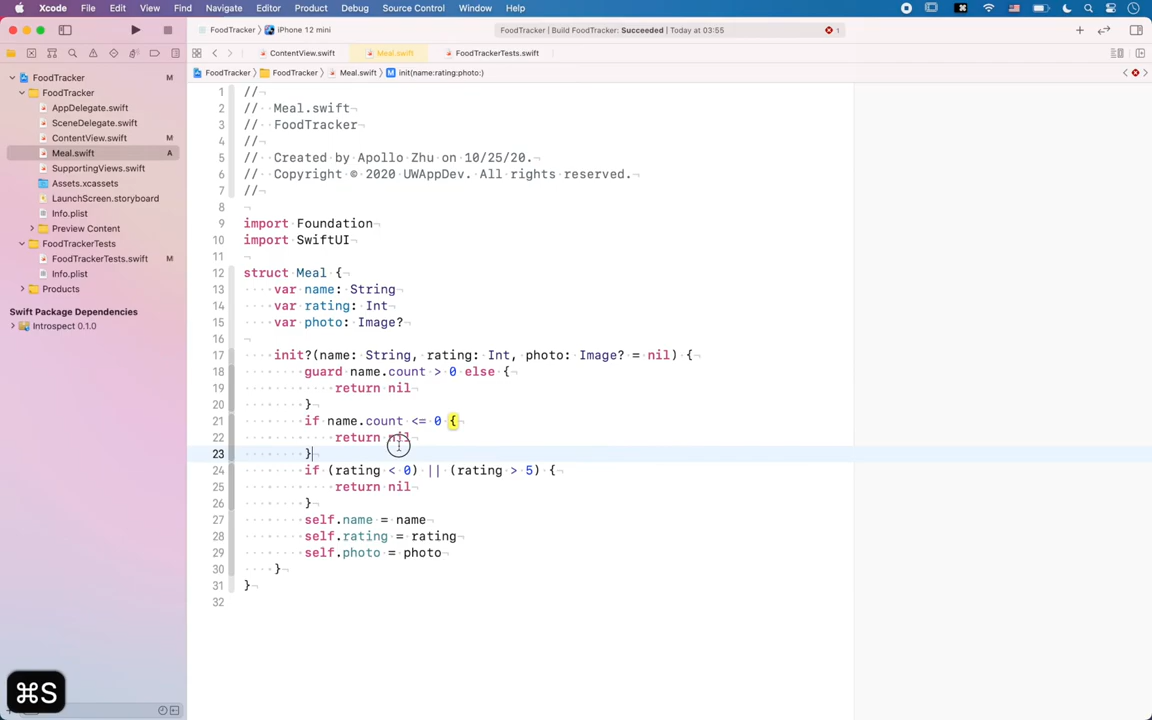 Xcode File Edit View Find Navigate Editor Product Debug Source Control Window Help
FoodTracker iPhone 12 mini
FoodTracker | Build FoodTracker: Succeeded | Today at 03:55
1
ContentView.swift Meal.swift FoodTrackerTests.swift
FoodTracker FoodTracker Meal.swift M init(name:rating:photo:)
FoodTracker M
FoodTracker
AppDelegate.swift
SceneDelegate.swift
ContentView.swift M
Meal.swift A
SupportingViews.swift
Assets.xcassets
LaunchScreen.storyboard
Info.plist
Preview Content
FoodTrackerTests
FoodTrackerTests.swift M
Info.plist
Products
Swift Package Dependencies
Introspect 0.1.0
1 //
2 // Meal.swift
3 // FoodTracker
4 //
5 // Created by Apollo Zhu on 10/25/20.
6 // Copyright © 2020 UWAppDev. All rights reserved.
7 //
8
9 import Foundation
10 import SwiftUI
11
12 struct Meal {
13 var name: String
14 var rating: Int
15 var photo: Image?
16
17 init?(name: String, rating: Int, photo: Image? = nil) {
18 guard name.count > 0 else {
19 return nil
20 }
21 if name.count <= 0 {
22 return nil
23 }
24 if (rating < 0) || (rating > 5) {
25 return nil
26 }
27 self.name = name
28 self.rating = rating
29 self.photo = photo
30 }
31 }
32
⌘S